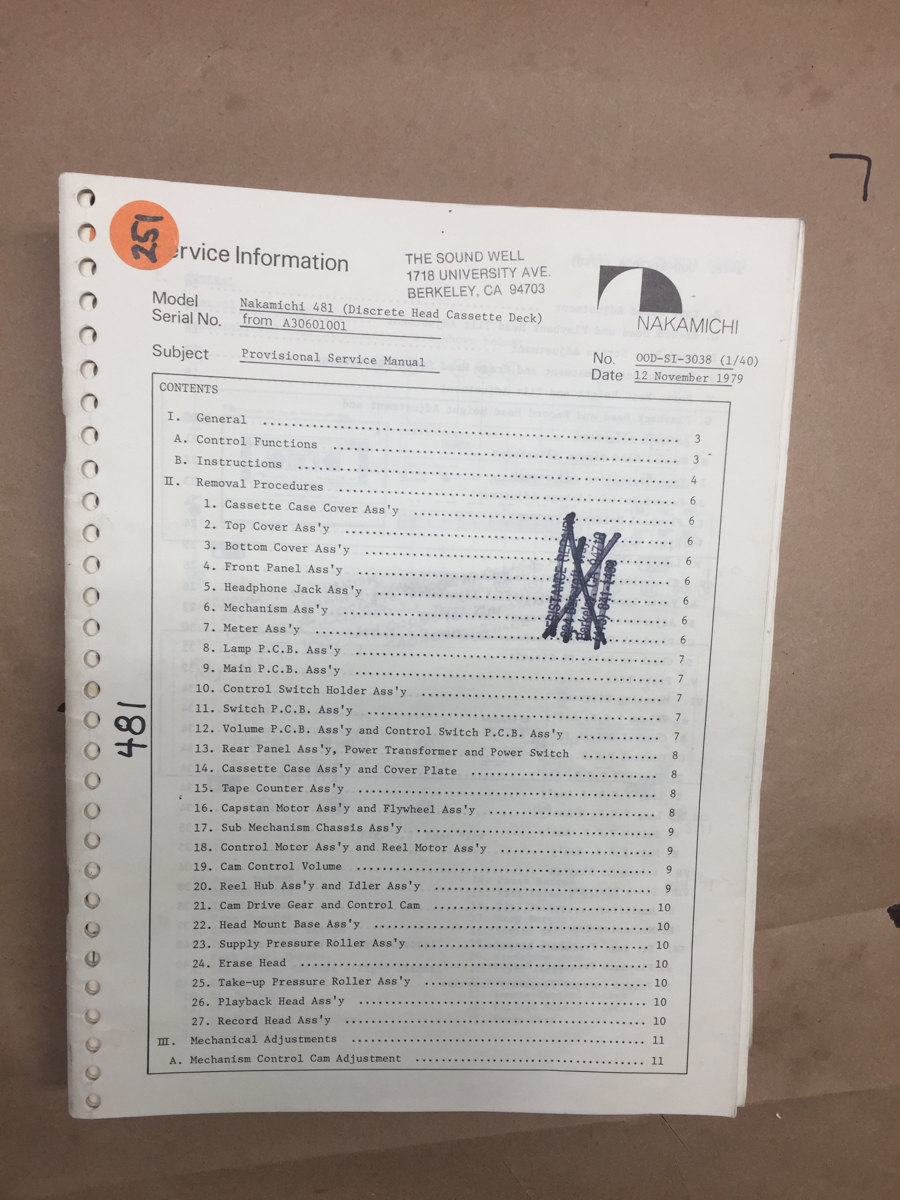 251
Service Information
THE SOUND WELL
1718 UNIVERSITY AVE.
BERKELEY, CA 94703
NAKAMICHI
Model Nakamichi 481 (Discrete Head Cassette Deck)
Serial No. from A30601001
Subject Provisional Service Manual
No. OOD-SI-3038 (1/40)
Date 12 November 1979
CONTENTS
I. General .......... 3
A. Control Functions .......... 3
B. Instructions .......... 4
II. Removal Procedures .......... 6
1. Cassette Case Cover Ass'y .......... 6
2. Top Cover Ass'y .......... 6
3. Bottom Cover Ass'y .......... 6
4. Front Panel Ass'y .......... 6
5. Headphone Jack Ass'y .......... 6
6. Mechanism Ass'y .......... 6
7. Meter Ass'y .......... 6
8. Lamp P.C.B. Ass'y .......... 7
9. Main P.C.B. Ass'y .......... 7
10. Control Switch Holder Ass'y .......... 7
11. Switch P.C.B. Ass'y .......... 7
12. Volume P.C.B. Ass'y and Control Switch P.C.B. Ass'y .......... 7
13. Rear Panel Ass'y, Power Transformer and Power Switch .......... 8
14. Cassette Case Ass'y and Cover Plate .......... 8
15. Tape Counter Ass'y .......... 8
16. Capstan Motor Ass'y and Flywheel Ass'y .......... 8
17. Sub Mechanism Chassis Ass'y .......... 9
18. Control Motor Ass'y and Reel Motor Ass'y .......... 9
19. Cam Control Volume .......... 9
20. Reel Hub Ass'y and Idler Ass'y .......... 9
21. Cam Drive Gear and Control Cam .......... 10
22. Head Mount Base Ass'y .......... 10
23. Supply Pressure Roller Ass'y .......... 10
24. Erase Head .......... 10
25. Take-up Pressure Roller Ass'y .......... 10
26. Playback Head Ass'y .......... 10
27. Record Head Ass'y .......... 10
III. Mechanical Adjustments .......... 11
A. Mechanism Control Cam Adjustment .......... 11
481